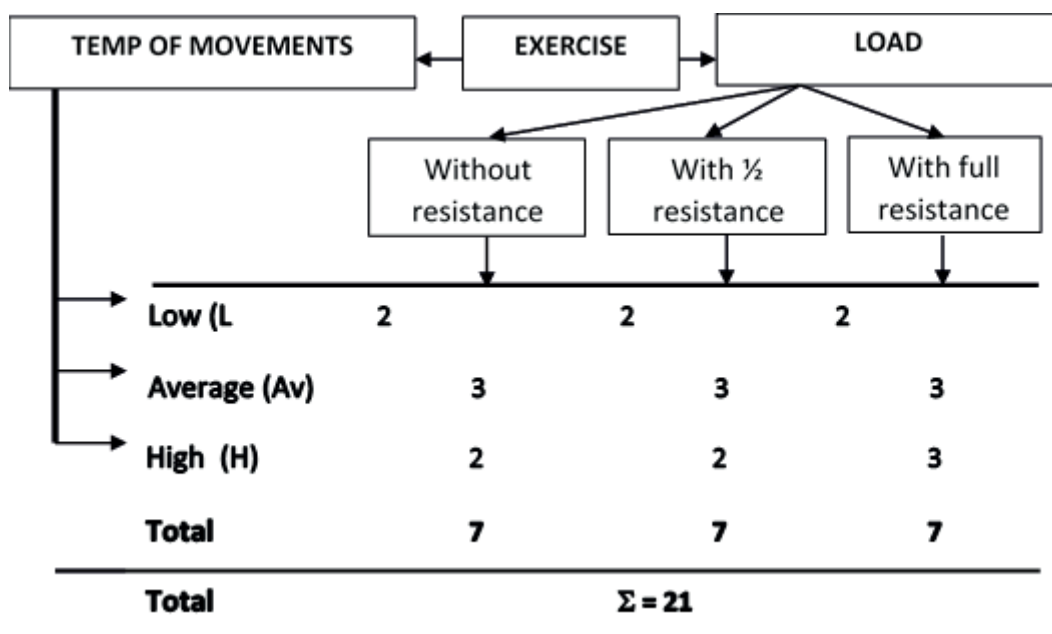 TEMP OF MOVEMENTS EXERCISE LOAD
Without resistance
With ½ resistance
With full resistance
Low (L 2 2 2
Average (Av) 3 3 3
High (H) 2 2 3
Total 7 7 7
Total Σ = 21